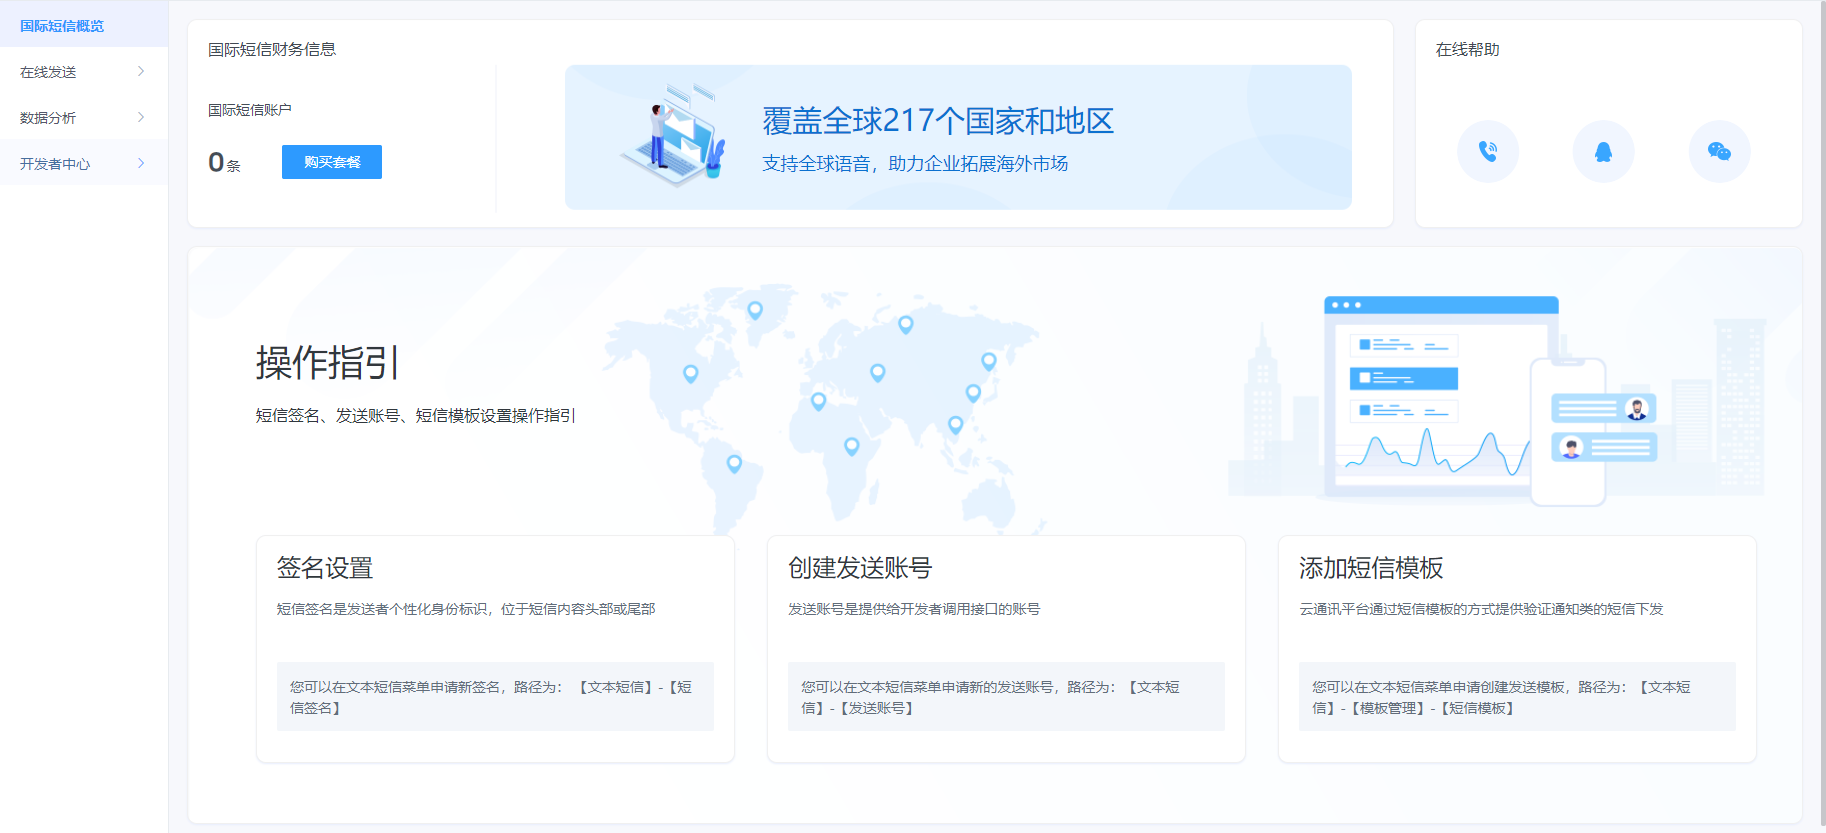 国际短信概览
在线发送
数据分析
开发者中心
国际短信财务信息
国际短信账户
0条
购买套餐
覆盖全球217个国家和地区
支持全球语音，助力企业拓展海外市场
在线帮助
操作指引
短信签名、发送账号、短信模板设置操作指引
签名设置
短信签名是发送者个性化身份标识，位于短信内容头部或尾部
您可以在文本短信菜单申请新签名，路径为：【文本短信】-【短
信签名】
创建发送账号
发送账号是提供给开发者调用接口的账号
您可以在文本短信菜单申请新的发送账号，路径为：【文本短
信】-【发送账号】
添加短信模板
云通讯平台通过短信模板的方式提供验证通知类的短信下发
您可以在文本短信菜单申请创建发送模板，路径为：【文本短
信】-【模板管理】-【短信模板】